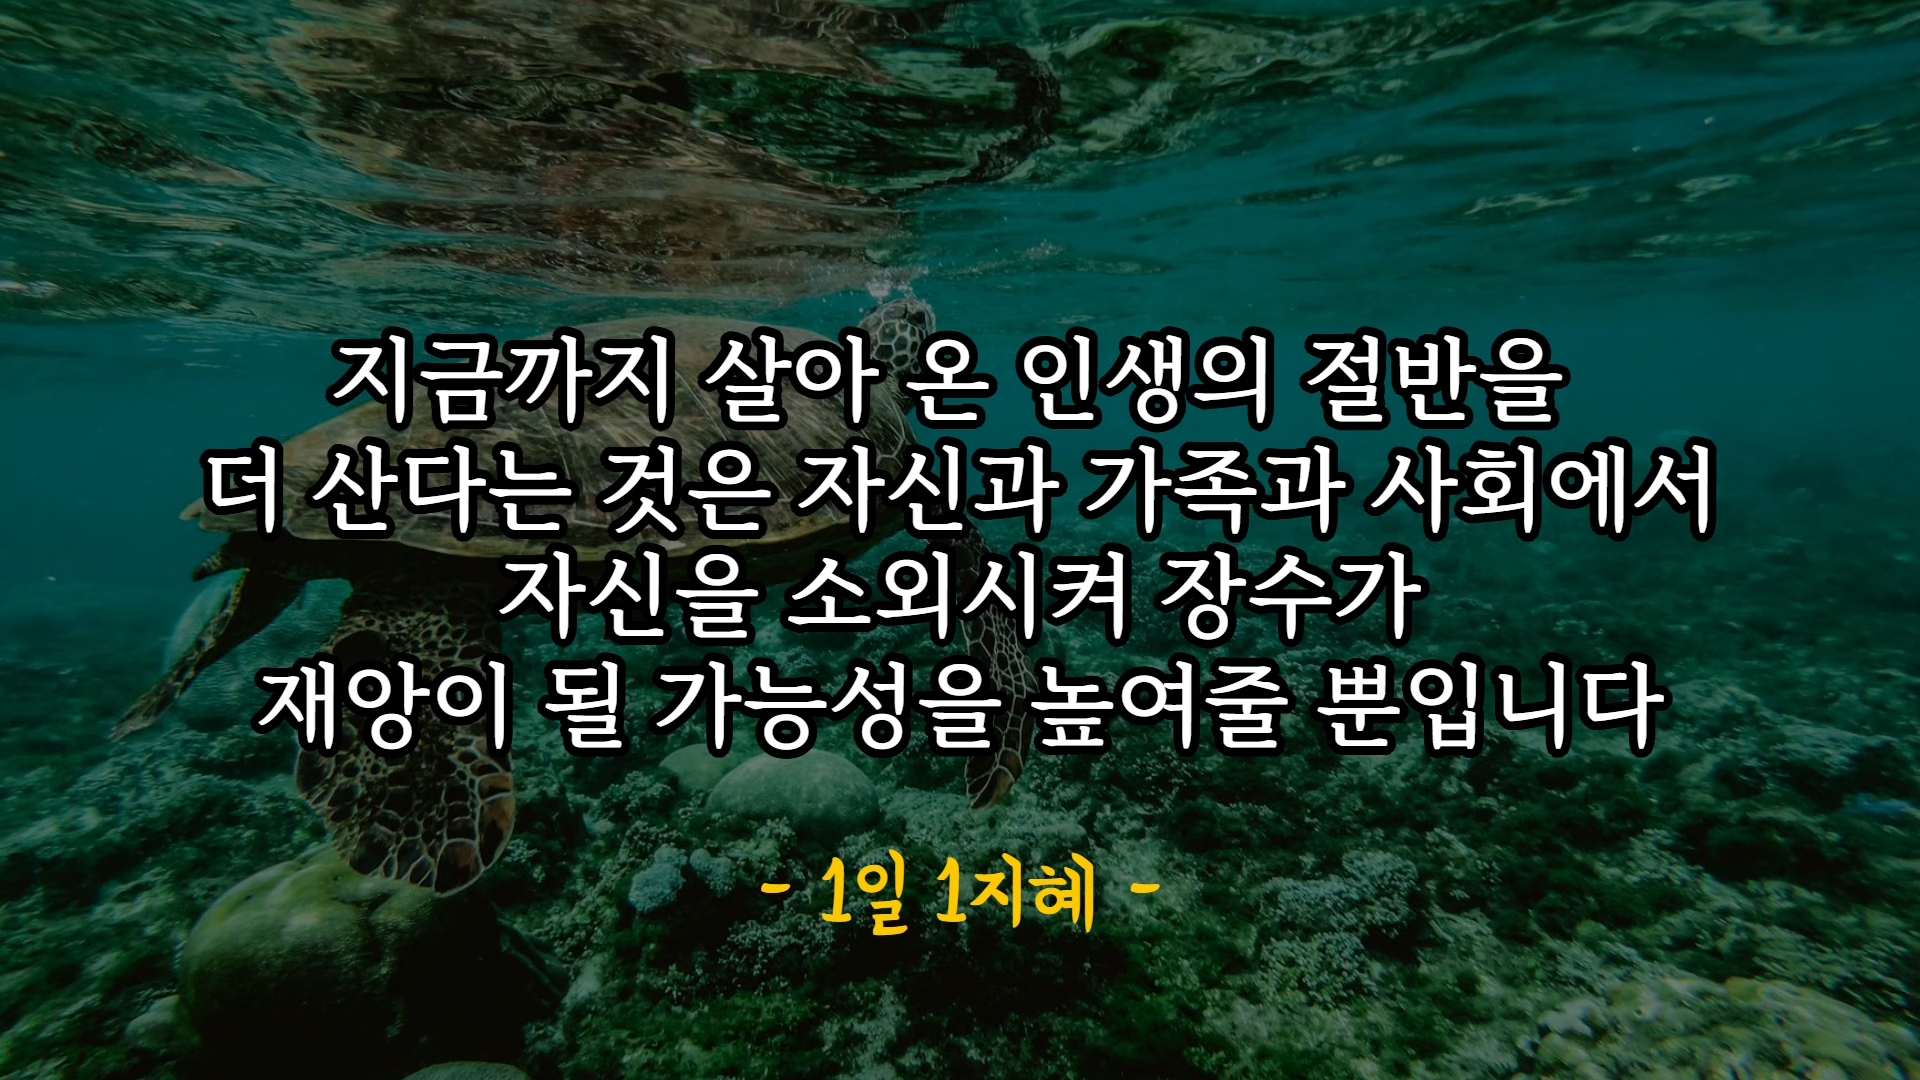 지금까지 살아 온 인생의 절반을
더 산다는 것은 자신과 가족과 사회에서
자신을 소외시켜 장수가
재앙이 될 가능성을 높여줄 뿐입니다
- 1일 1지혜 -